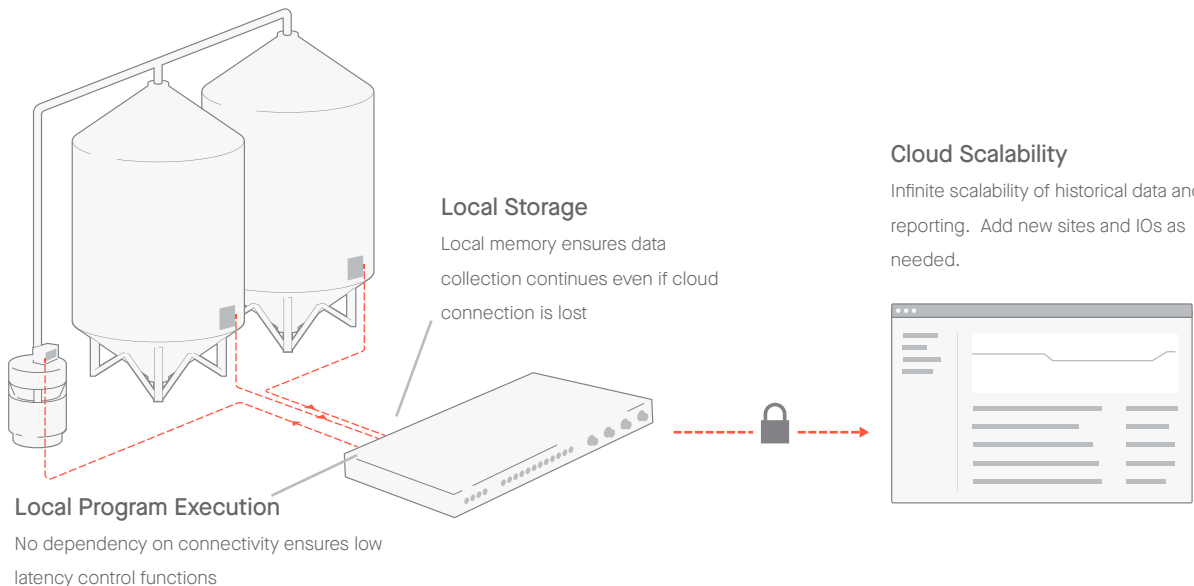 Local Storage
Local memory ensures data
collection continues even if cloud
connection is lost
Cloud Scalability
Infinite scalability of historical data and
reporting.  Add new sites and IOs as
needed.
Local Program Execution
No dependency on connectivity ensures low
latency control functions